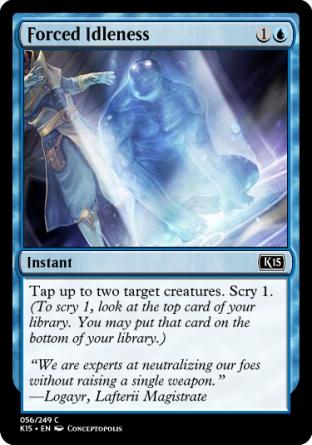 Forced Idleness 1
Instant K15
Tap up to two target creatures. Scry 1.
(To scry 1, look at the top card of your
library. You may put that card on the
bottom of your library.)
“We are experts at neutralizing our foes
without raising a single weapon.”
—Logayr, Lafterii Magistrate
056/249 C
K15 • EN Conceptopolis